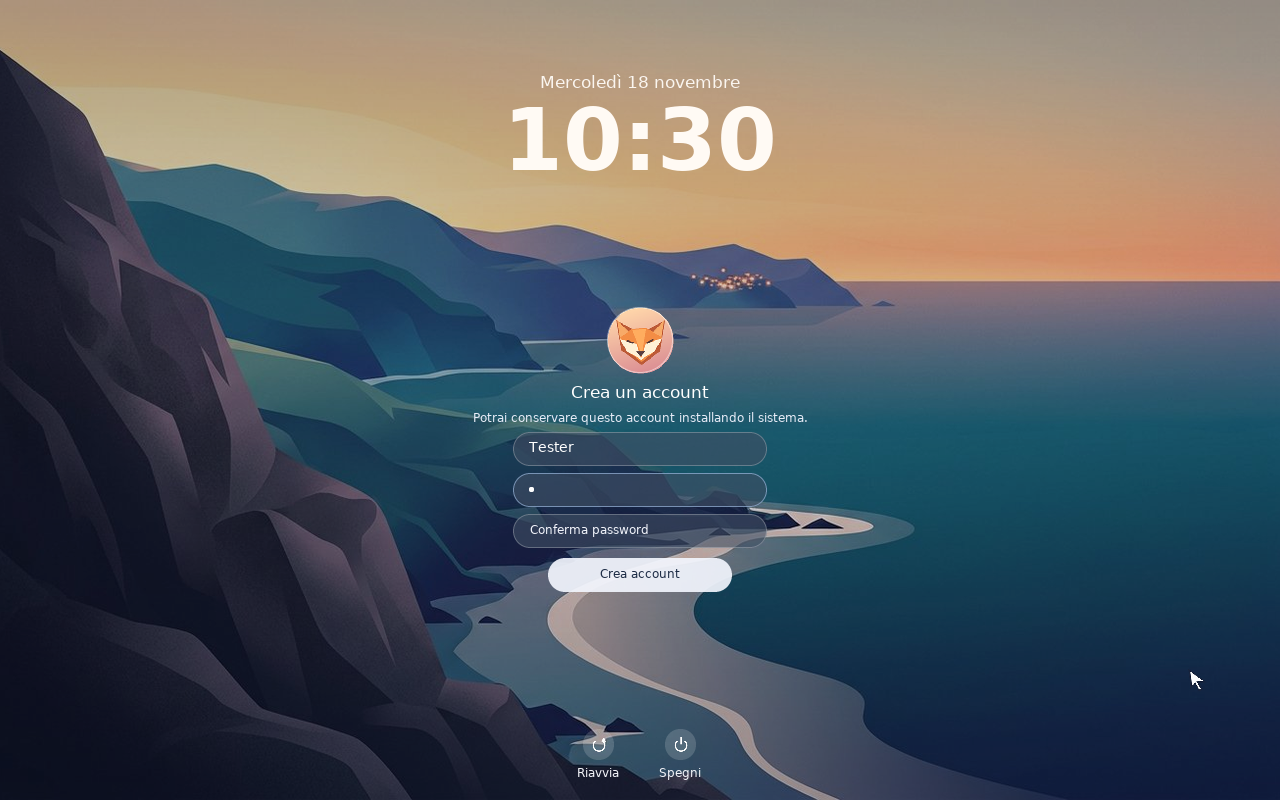 Mercoledì 18 novembre
10:30
Crea un account
Potrai conservare questo account installando il sistema.
Tester
•
Conferma password
Crea account
Riavvia
Spegni